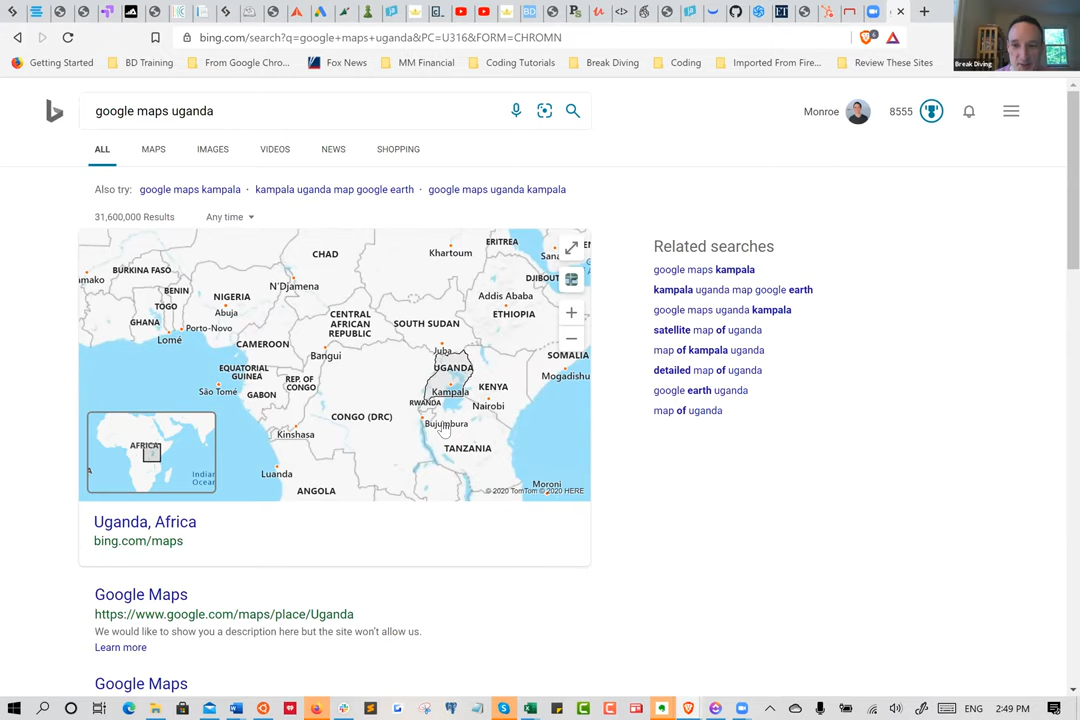 bing.com/search?q=google+maps+uganda&PC=U316&FORM=CHROMN
Getting Started
BD Training
From Google Chro...
Fox News
MM Financial
Coding Tutorials
Break Diving
Coding
Imported From Fire...
Review These Sites
Break Diving
google maps uganda
Monroe
8555
ALL
MAPS
IMAGES
VIDEOS
NEWS
SHOPPING
Also try: google maps kampala · kampala uganda map google earth · google maps uganda kampala
31,600,000 Results
Any time
Related searches
google maps kampala
kampala uganda map google earth
google maps uganda kampala
satellite map of uganda
map of kampala uganda
detailed map of uganda
google earth uganda
map of uganda
ERITREA
CHAD
Khartoum
Sana
BURKINA FASO
DJIBOUT
amako
N'Djamena
BENIN
NIGERIA
Addis Ababa
TOGO
Abuja
ETHIOPIA
GHANA
Porto-Novo
CENTRAL
AFRICAN
REPUBLIC
SOUTH SUDAN
Lomé
CAMEROON
Juba
Bangui
SOMALIA
EQUATORIAL
GUINEA
UGANDA
Mogadishu
São Tomé
REP. OF
CONGO
GABON
Kampala
KENYA
RWANDA
Nairobi
CONGO (DRC)
Bujumbura
Kinshasa
AFRICA
TANZANIA
Luanda
Indian
Ocea
ANGOLA
Moroni
© 2020 TomTom © 2020 HERE
Uganda, Africa
bing.com/maps
Google Maps
https://www.google.com/maps/place/Uganda
We would like to show you a description here but the site won't allow us.
Learn more
Google Maps
ENG
2:49 PM